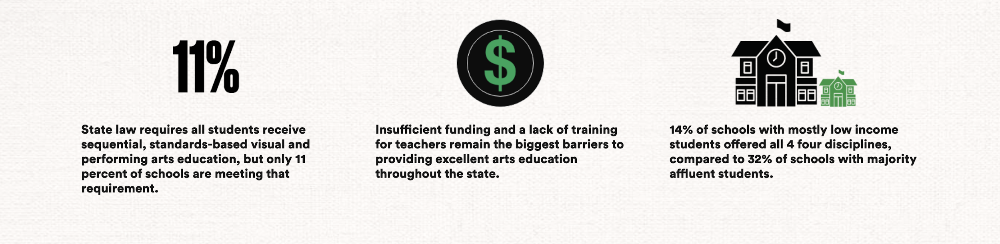 11%
$
State law requires all students receive
sequential, standards-based visual and
performing arts education, but only 11
percent of schools are meeting that
requirement.
Insufficient funding and a lack of training
for teachers remain the biggest barriers to
providing excellent arts education
throughout the state.
14% of schools with mostly low income
students offered all 4 four disciplines,
compared to 32% of schools with majority
affluent students.